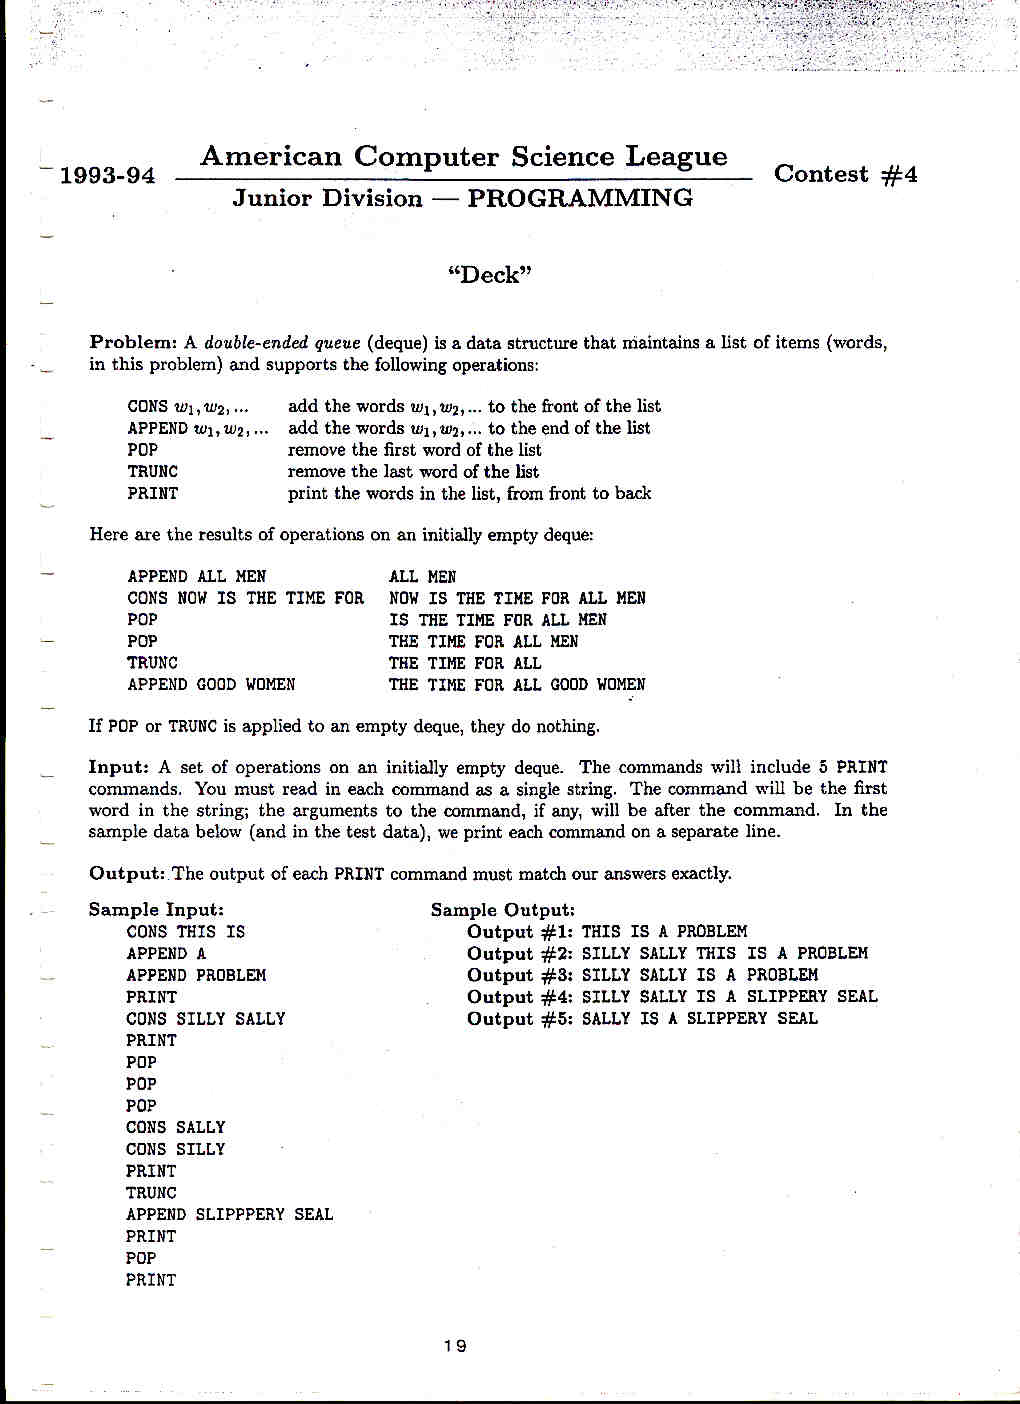 American Computer Science League
1993-94
Contest #4
Junior Division — PROGRAMMING
“Deck”
Problem: A double-ended queue (deque) is a data structure that maintains a list of items (words,
in this problem) and supports the following operations:
CONS w1, w2, ... add the words w1, w2, ... to the front of the list
APPEND w1, w2, ... add the words w1, w2, ... to the end of the list
POP remove the first word of the list
TRUNC remove the last word of the list
PRINT print the words in the list, from front to back
Here are the results of operations on an initially empty deque:
APPEND ALL MEN ALL MEN
CONS NOW IS THE TIME FOR NOW IS THE TIME FOR ALL MEN
POP IS THE TIME FOR ALL MEN
POP THE TIME FOR ALL MEN
TRUNC THE TIME FOR ALL
APPEND GOOD WOMEN THE TIME FOR ALL GOOD WOMEN
If POP or TRUNC is applied to an empty deque, they do nothing.
Input: A set of operations on an initially empty deque. The commands will include 5 PRINT
commands. You must read in each command as a single string. The command will be the first
word in the string; the arguments to the command, if any, will be after the command. In the
sample data below (and in the test data), we print each command on a separate line.
Output: The output of each PRINT command must match our answers exactly.
Sample Input:
CONS THIS IS
APPEND A
APPEND PROBLEM
PRINT
CONS SILLY SALLY
PRINT
POP
POP
POP
CONS SALLY
CONS SILLY
PRINT
TRUNC
APPEND SLIPPPERY SEAL
PRINT
POP
PRINT
Sample Output:
Output #1: THIS IS A PROBLEM
Output #2: SILLY SALLY THIS IS A PROBLEM
Output #3: SILLY SALLY IS A PROBLEM
Output #4: SILLY SALLY IS A SLIPPERY SEAL
Output #5: SALLY IS A SLIPPERY SEAL
19